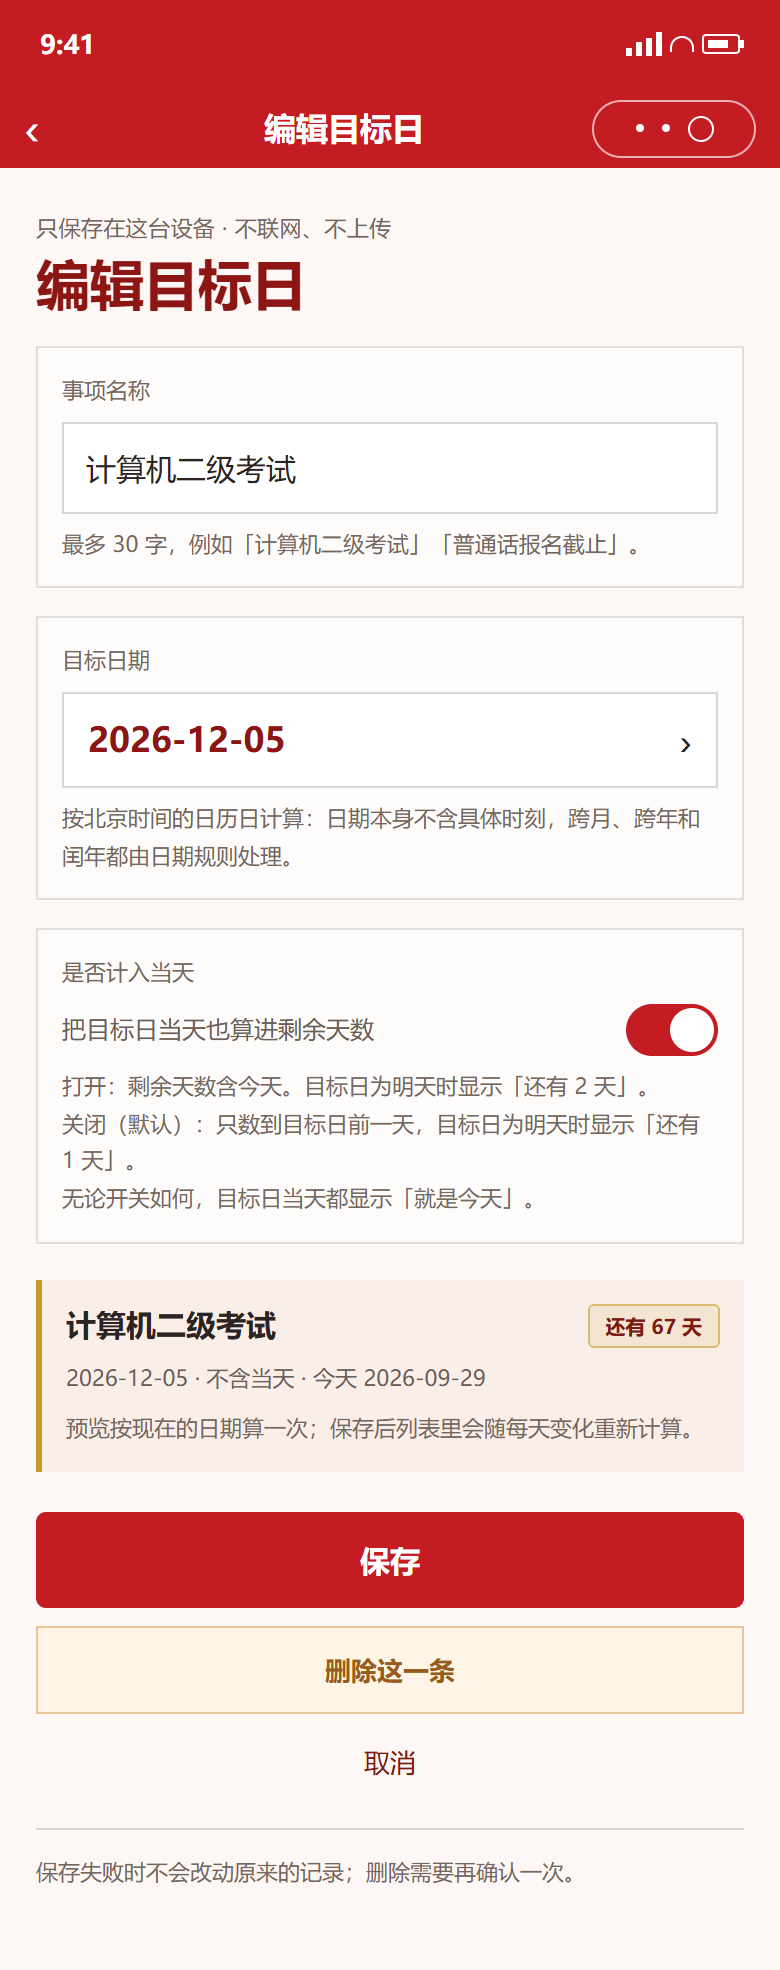 9:41
‹ 编辑目标日
只保存在这台设备 · 不联网、不上传
编辑目标日
事项名称
计算机二级考试
最多 30 字，例如「计算机二级考试」「普通话报名截止」。
目标日期
2026-12-05 ›
按北京时间的日历日计算：日期本身不含具体时刻，跨月、跨年和
闰年都由日期规则处理。
是否计入当天
把目标日当天也算进剩余天数
打开：剩余天数含今天。目标日为明天时显示「还有 2 天」。
关闭（默认）：只数到目标日前一天，目标日为明天时显示「还有
1 天」。
无论开关如何，目标日当天都显示「就是今天」。
计算机二级考试
还有 67 天
2026-12-05 · 不含当天 · 今天 2026-09-29
预览按现在的日期算一次；保存后列表里会随每天变化重新计算。
保存
删除这一条
取消
保存失败时不会改动原来的记录；删除需要再确认一次。